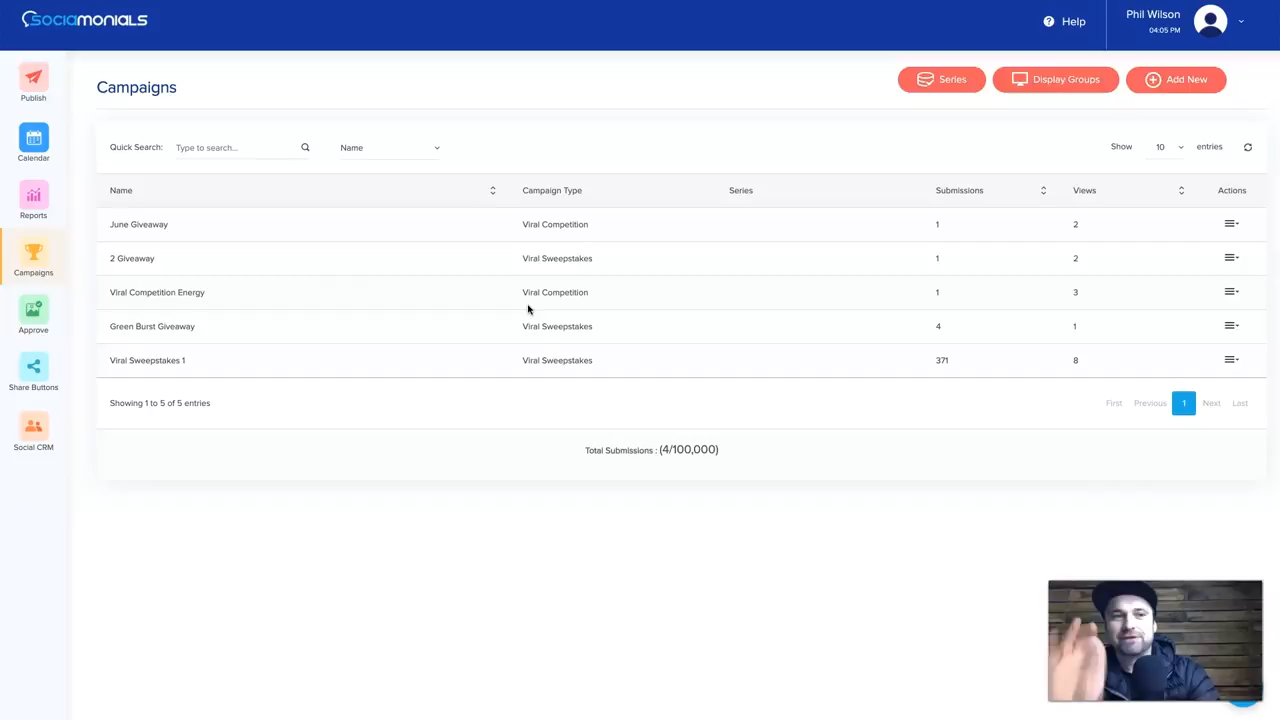 SOCIAMONIALS
Help
Phil Wilson
04:05 PM
Publish
Calendar
Reports
Campaigns
Approve
Share Buttons
Social CRM
Campaigns
Series
Display Groups
Add New
Quick Search:
Type to search...
Name
Show
10
entries
Name Campaign Type Series Submissions Views Actions
June Giveaway Viral Competition 1 2
2 Giveaway Viral Sweepstakes 1 2
Viral Competition Energy Viral Competition 1 3
Green Burst Giveaway Viral Sweepstakes 4 1
Viral Sweepstakes 1 Viral Sweepstakes 371 8
Showing 1 to 5 of 5 entries
First Previous 1 Next Last
Total Submissions : (4/100,000)